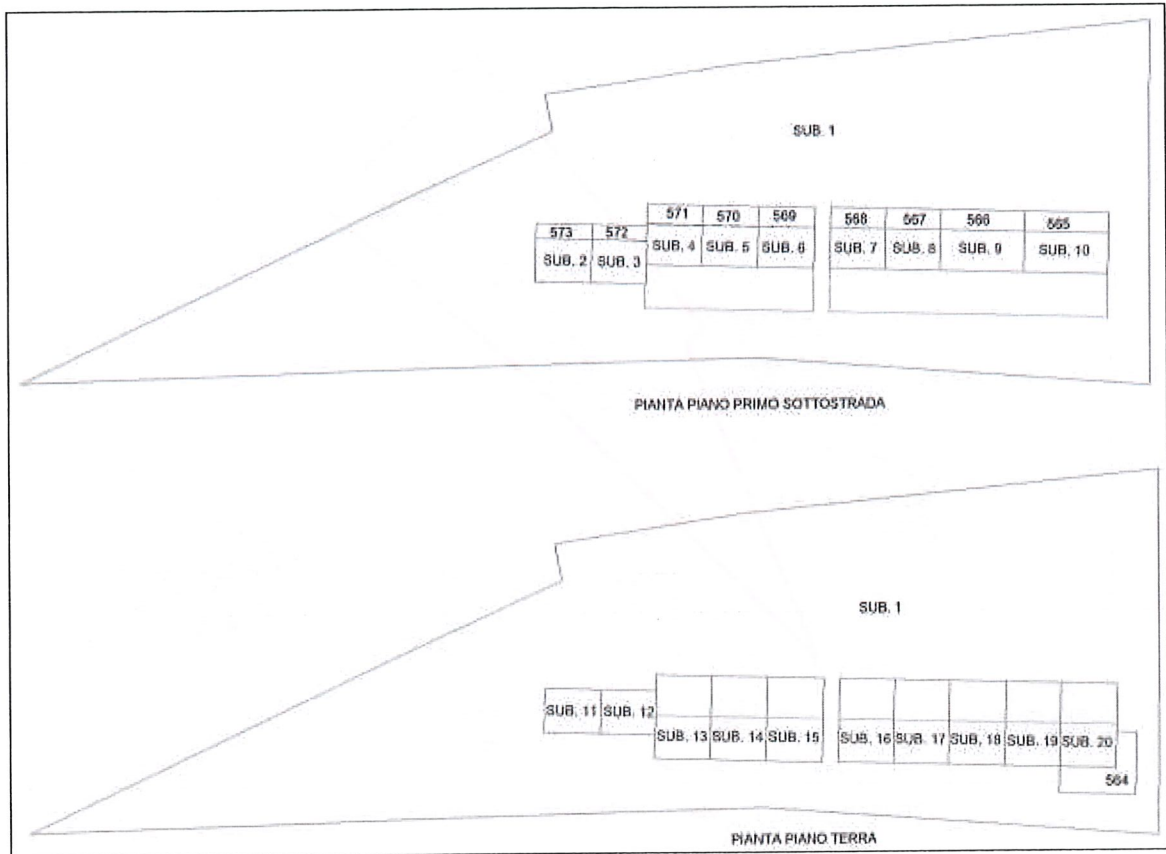 SUB. 1
573 572 571 570 569 568 567 566 565
SUB. 2 SUB. 3 SUB. 4 SUB. 5 SUB. 6 SUB. 7 SUB. 8 SUB. 9 SUB. 10
PIANTA PIANO PRIMO SOTTOSTRADA
SUB. 1
SUB. 11 SUB. 12
SUB. 13 SUB. 14 SUB. 15 SUB. 16 SUB. 17 SUB. 18 SUB. 19 SUB. 20
564
PIANTA PIANO TERRA